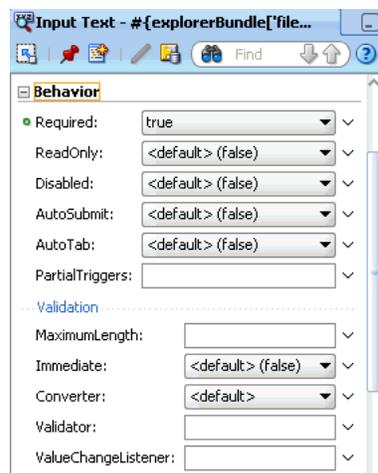 Input Text - #{explorerBundle['file...
Find
Behavior
Required: true
ReadOnly: <default> (false)
Disabled: <default> (false)
AutoSubmit: <default> (false)
AutoTab: <default> (false)
PartialTriggers:
Validation
MaximumLength:
Immediate: <default> (false)
Converter: <default>
Validator:
ValueChangeListener: